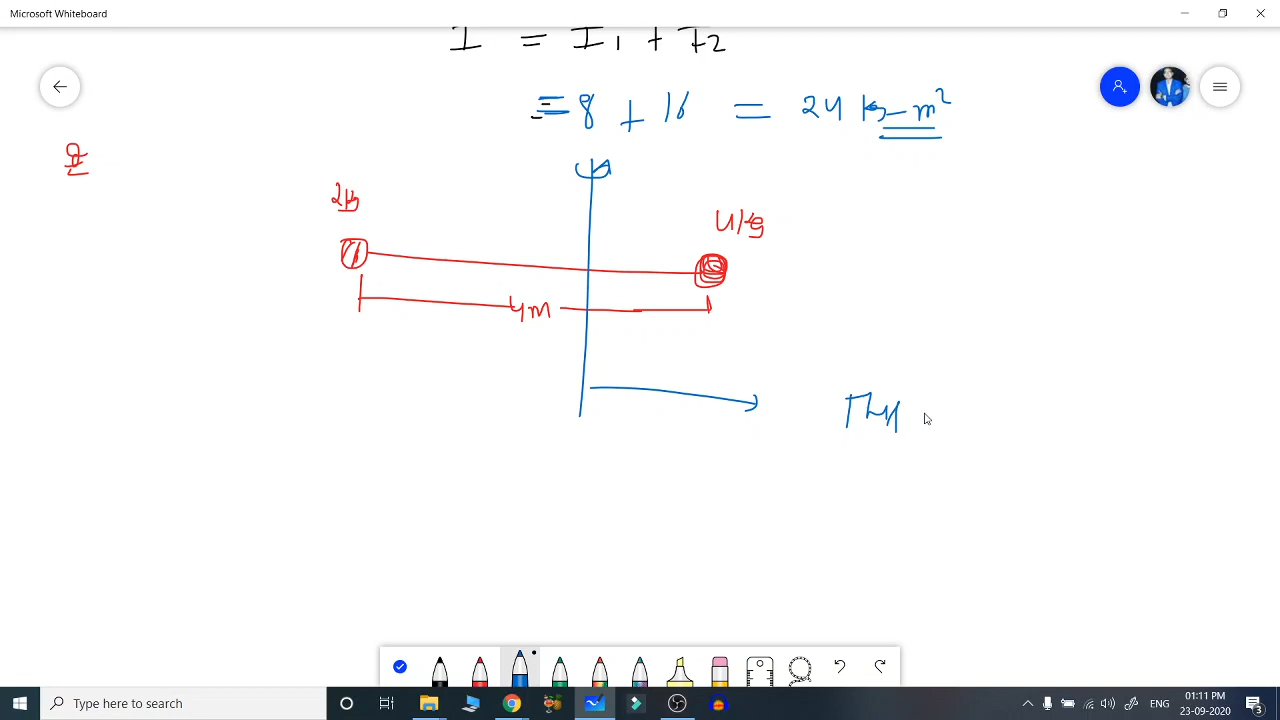 Microsoft Whiteboard
I = I1 + I2
= 8 + 16 = 24 kg-m²
Q
2kg
4kg
4m
Type here to search
ENG
01:11 PM
23-09-2020
3